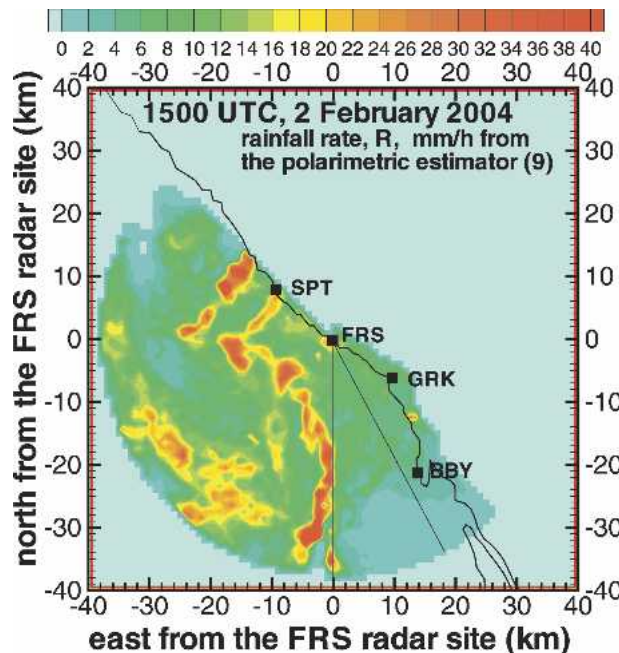 0 2 4 6 8 10 12 14 16 18 20 22 24 26 28 30 32 34 36 38 40
-40 -30 -20 -10 0 10 20 30 40
1500 UTC, 2 February 2004
rainfall rate, R, mm/h from
the polarimetric estimator (9)
SPT
FRS
GRK
BBY
40 40
30 30
20 20
10 10
0 0
-10 -10
-20 -20
-30 -30
-40 -40
north from the FRS radar site (km)
-40 -30 -20 -10 0 10 20 30 40
east from the FRS radar site (km)